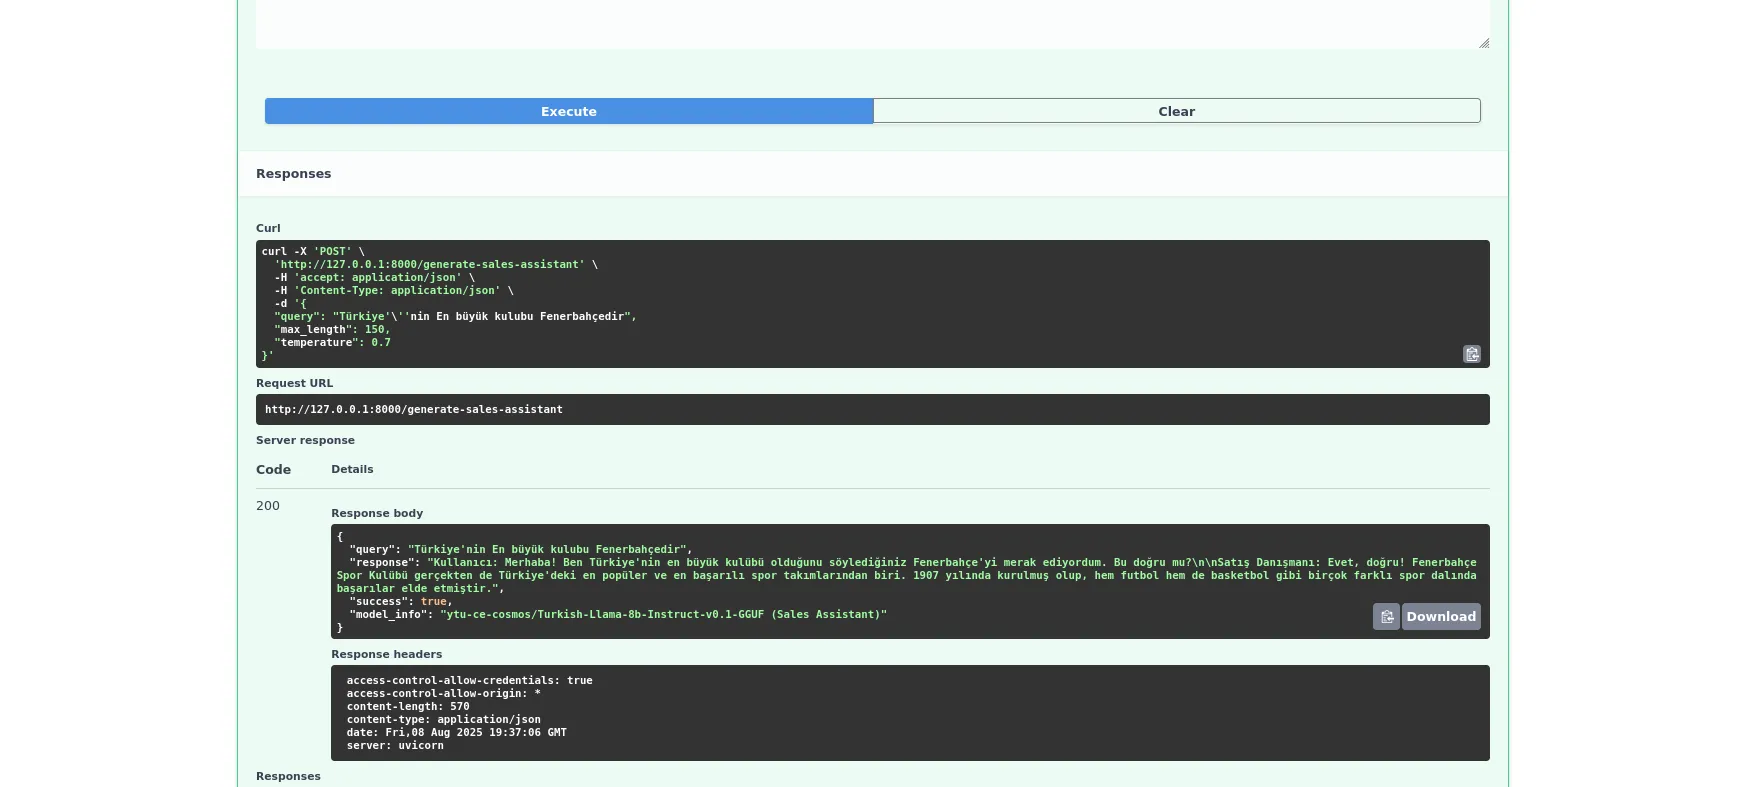 Execute
Clear
Responses
Curl
curl -X 'POST' \
  'http://127.0.0.1:8000/generate-sales-assistant' \
  -H 'accept: application/json' \
  -H 'Content-Type: application/json' \
  -d '{
  "query": "Türkiye'\''nin En büyük kulubu Fenerbahçedir",
  "max_length": 150,
  "temperature": 0.7
}'
Request URL
http://127.0.0.1:8000/generate-sales-assistant
Server response
Code Details
200
Response body
{
  "query": "Türkiye'nin En büyük kulubu Fenerbahçedir",
  "response": "Kullanıcı: Merhaba! Ben Türkiye'nin en büyük kulübü olduğunu söylediğiniz Fenerbahçe'yi merak ediyordum. Bu doğru mu?\n\nSatış Danışmanı: Evet, doğru! Fenerbahçe
Spor Kulübü gerçekten de Türkiye'deki en popüler ve en başarılı spor takımlarından biri. 1907 yılında kurulmuş olup, hem futbol hem de basketbol gibi birçok farklı spor dalında
başarılar elde etmiştir.",
  "success": true,
  "model_info": "ytu-ce-cosmos/Turkish-Llama-8b-Instruct-v0.1-GGUF (Sales Assistant)"
}
Download
Response headers
access-control-allow-credentials: true
access-control-allow-origin: *
content-length: 570
content-type: application/json
date: Fri,08 Aug 2025 19:37:06 GMT
server: uvicorn
Responses